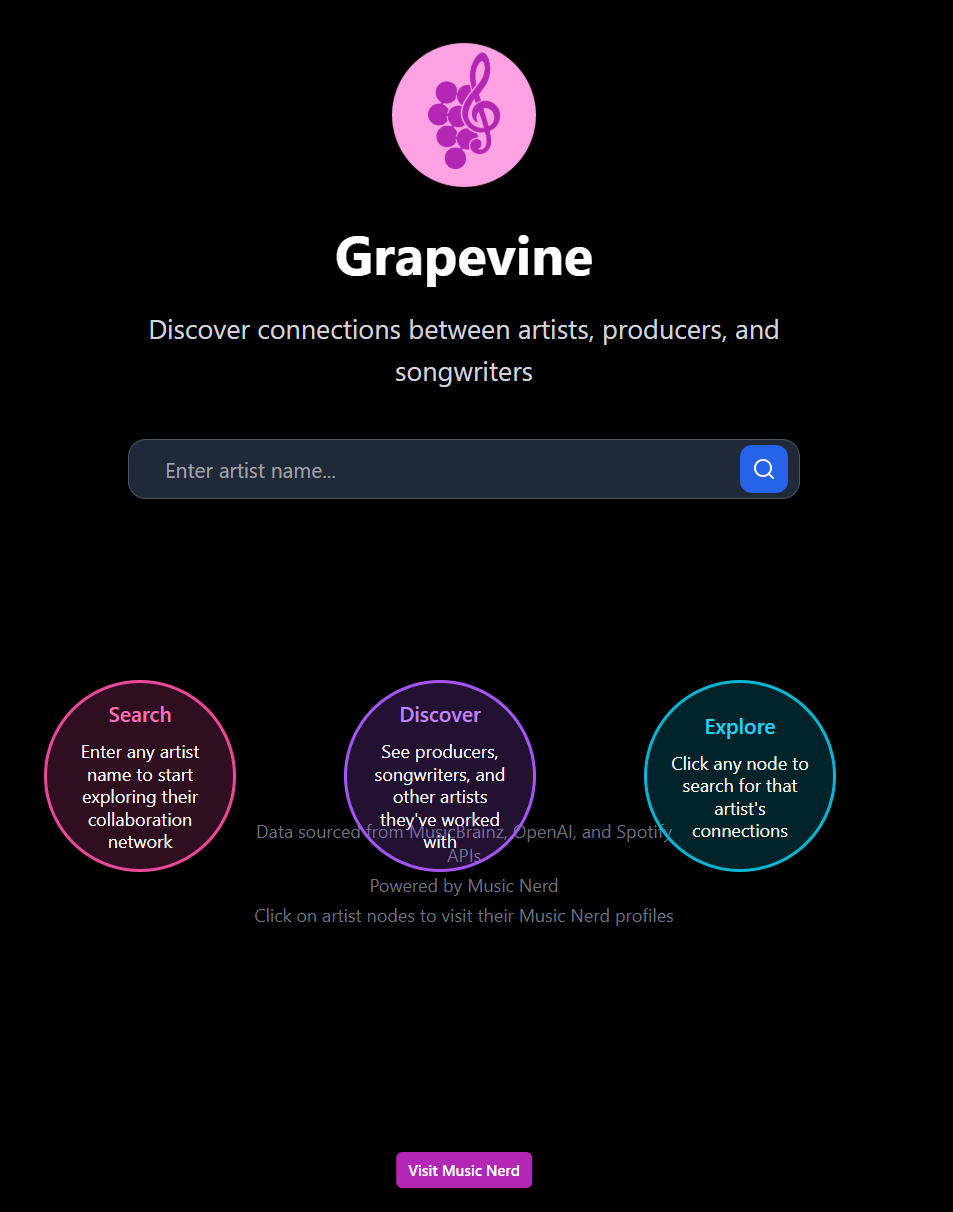 Grapevine
Discover connections between artists, producers, and
songwriters
Enter artist name...
Search
Enter any artist
name to start
exploring their
collaboration
network
Discover
See producers,
songwriters, and
other artists
they've worked
with
Explore
Click any node to
search for that
artist's
connections
Data sourced from MusicBrainz, OpenAI, and Spotify
APIs
Powered by Music Nerd
Click on artist nodes to visit their Music Nerd profiles
Visit Music Nerd